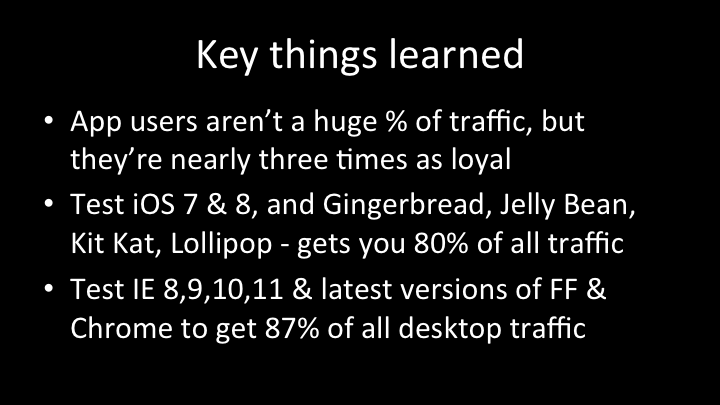 Key things learned
• App users aren’t a huge % of traffic, but
they’re nearly three times as loyal
• Test iOS 7 & 8, and Gingerbread, Jelly Bean,
Kit Kat, Lollipop - gets you 80% of all traffic
• Test IE 8,9,10,11 & latest versions of FF &
Chrome to get 87% of all desktop traffic